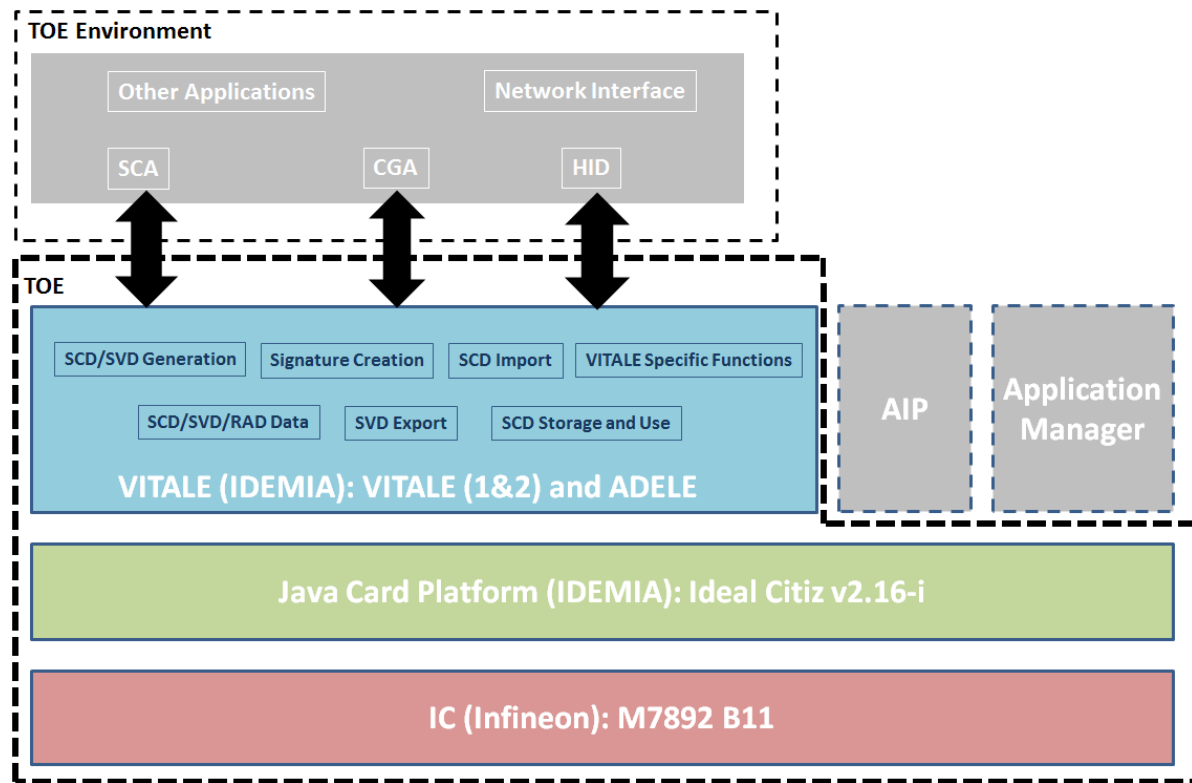 TOE Environment
Other Applications
Network Interface
SCA
CGA
HID
TOE
SCD/SVD Generation
Signature Creation
SCD Import
VITALE Specific Functions
SCD/SVD/RAD Data
SVD Export
SCD Storage and Use
VITALE (IDEMIA): VITALE (1&2) and ADELE
AIP
Application
Manager
Java Card Platform (IDEMIA): Ideal Citiz v2.16-i
IC (Infineon): M7892 B11